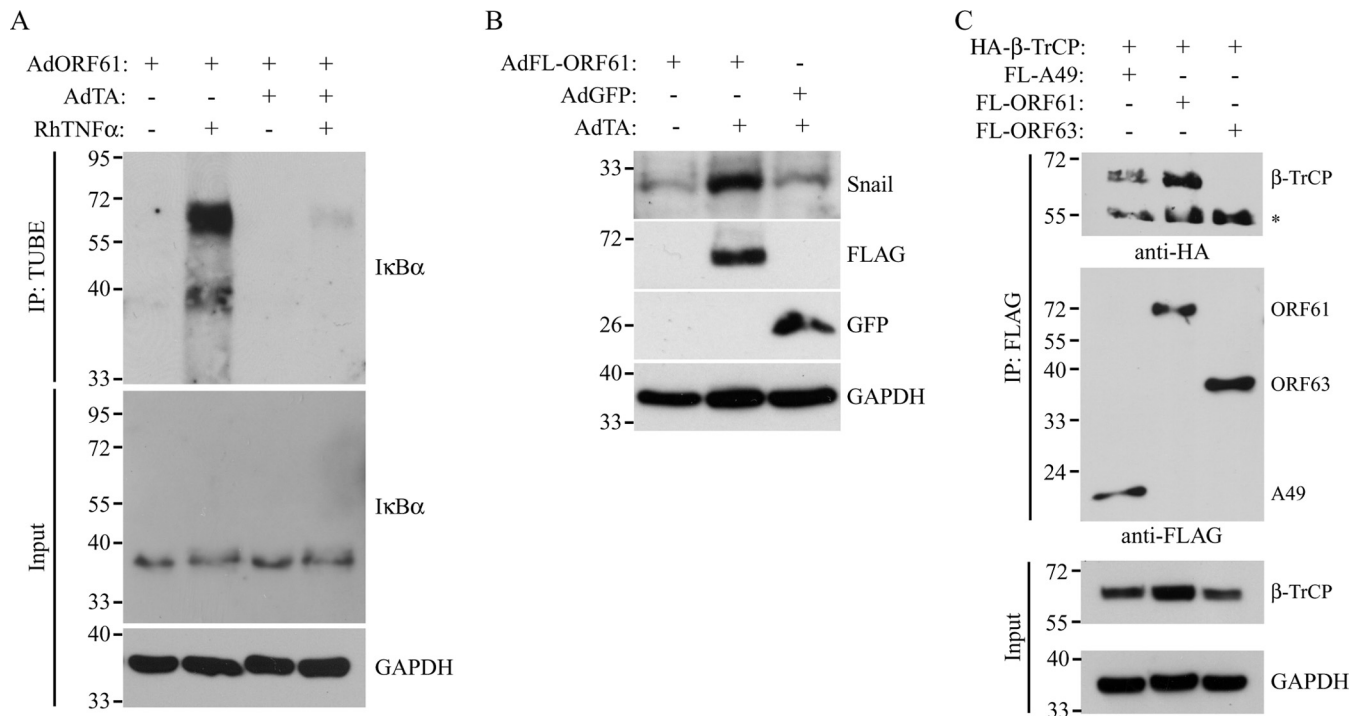 A
AdORF61: + + + +
AdTA: - - + +
RhTNFα: - + - +
IP: TUBE
95
72
55
40
33
IκBα
Input
95
72
55
40
33
IκBα
40
33
GAPDH
B
AdFL-ORF61: + + -
AdGFP: - - +
AdTA: - + +
33
Snail
72
FLAG
26
GFP
40
33
GAPDH
C
HA-β-TrCP: + + +
FL-A49: + - -
FL-ORF61: - + -
FL-ORF63: - - +
IP: FLAG
72
β-TrCP
55
*
anti-HA
72
ORF61
55
40
ORF63
33
24
A49
anti-FLAG
Input
72
β-TrCP
55
40
GAPDH
33